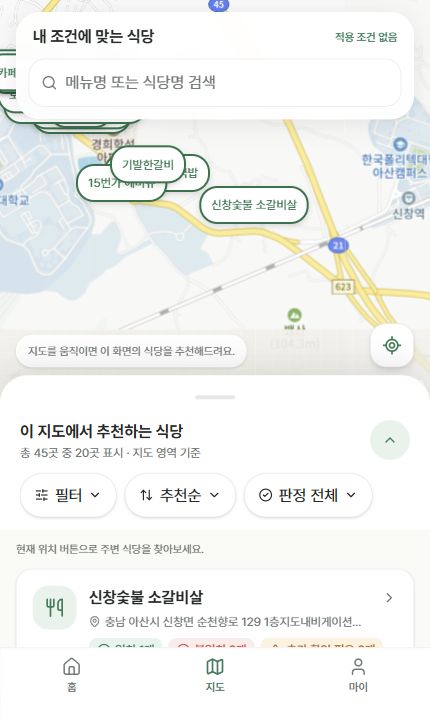 45
내 조건에 맞는 식당
적용 조건 없음
메뉴명 또는 식당명 검색
카페
경희학성
기발한갈비
국밥
15번가
신창숯불 소갈비살
한국폴리텍대학
아산캠퍼스
신창역
대학교
21
623
지도를 움직이면 이 화면의 식당을 추천해드려요.
(104.3m)
이 지도에서 추천하는 식당
총 45곳 중 20곳 표시 · 지도 영역 기준
필터
추천순
판정 전체
현재 위치 버튼으로 주변 식당을 찾아보세요.
신창숯불 소갈비살
충남 아산시 신창면 순천향로 129 1층지도내비게이션...
홈
지도
마이